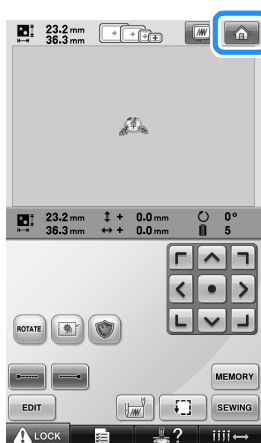 23.2 mm
36.3 mm
23.2 mm + 0.0 mm 0°
36.3 mm + 0.0 mm 5
ROTATE
MEMORY
EDIT SEWING
LOCK ?